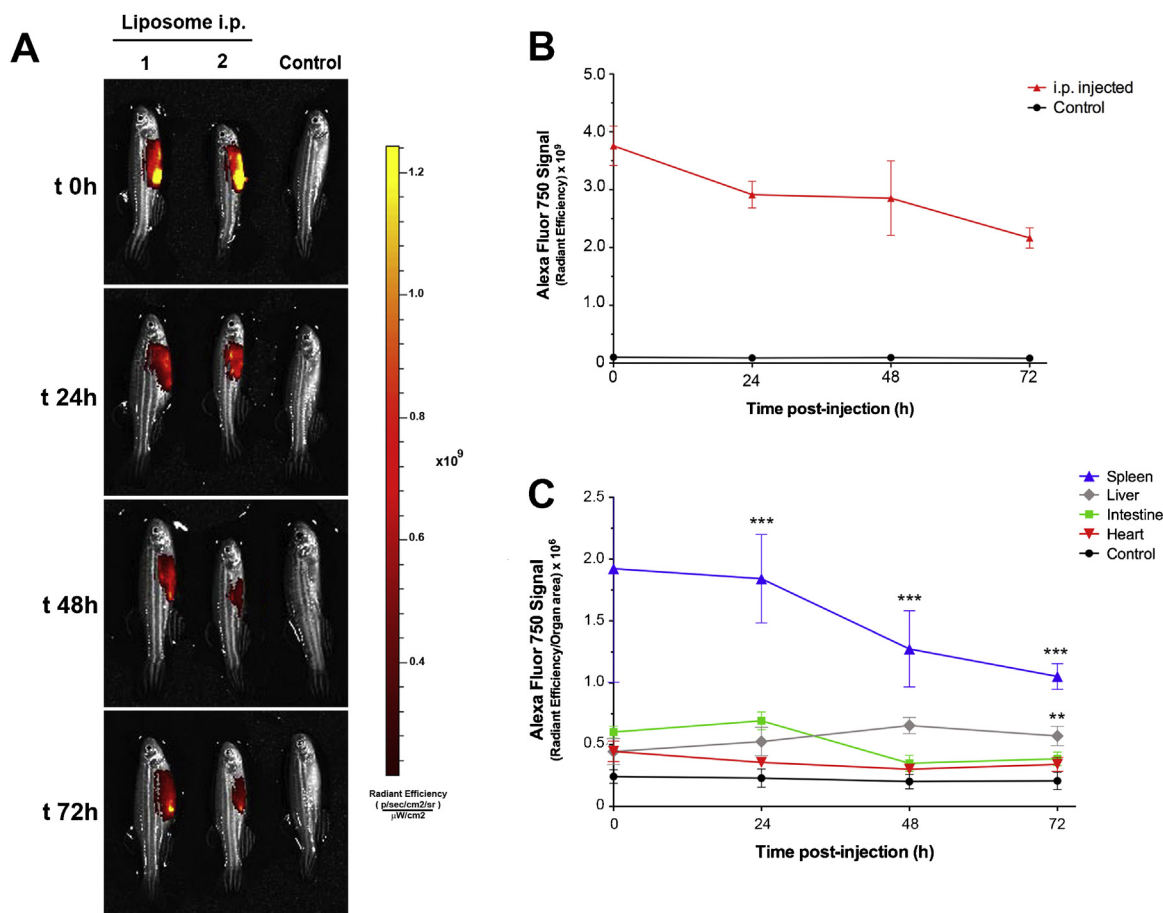 A
Liposome i.p.
1 2 Control
t 0h
t 24h
t 48h
t 72h
1.2
1.0
0.8
0.6
0.4
x10⁹
Radiant Efficiency
( p/sec/cm2/sr )
µW/cm2
B
Alexa Fluor 750 Signal
(Radiant Efficiency) x 10⁹
5.0
4.0
3.0
2.0
1.0
0
0 24 48 72
Time post-injection (h)
i.p. injected
Control
C
Alexa Fluor 750 Signal
(Radiant Efficiency/Organ area) x 10⁶
2.5
2.0
1.5
1.0
0.5
0
*** *** *** **
0 24 48 72
Time post-injection (h)
Spleen
Liver
Intestine
Heart
Control